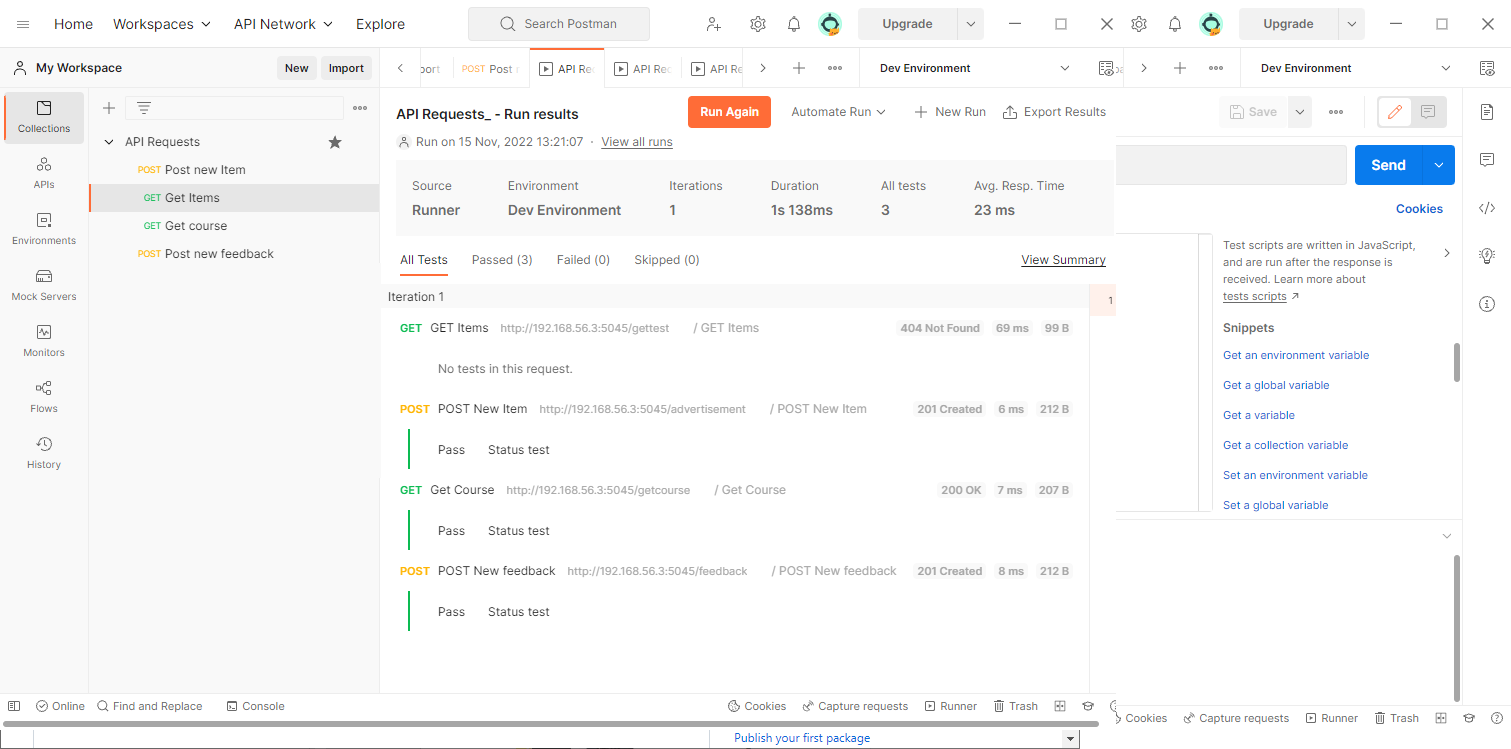 Home Workspaces API Network Explore Search Postman Upgrade Upgrade
My Workspace New Import
port POST Post API Re API Rec API Re Dev Environment Dev Environment
Collections
APIs
Environments
Mock Servers
Monitors
Flows
History
API Requests
POST Post new Item
GET Get Items
GET Get course
POST Post new feedback
API Requests_ - Run results Run Again Automate Run New Run Export Results
Run on 15 Nov, 2022 13:21:07 · View all runs
Source Environment Iterations Duration All tests Avg. Resp. Time
Runner Dev Environment 1 1s 138ms 3 23 ms
All Tests Passed (3) Failed (0) Skipped (0) View Summary
Iteration 1
1
GET GET Items http://192.168.56.3:5045/gettest / GET Items 404 Not Found 69 ms 99 B
No tests in this request.
POST POST New Item http://192.168.56.3:5045/advertisement / POST New Item 201 Created 6 ms 212 B
Pass Status test
GET Get Course http://192.168.56.3:5045/getcourse / Get Course 200 OK 7 ms 207 B
Pass Status test
POST POST New feedback http://192.168.56.3:5045/feedback / POST New feedback 201 Created 8 ms 212 B
Pass Status test
Save
Send
Cookies
Test scripts are written in JavaScript,
and are run after the response is
received. Learn more about
tests scripts
Snippets
Get an environment variable
Get a global variable
Get a variable
Get a collection variable
Set an environment variable
Set a global variable
Online Find and Replace Console Cookies Capture requests Runner Trash
Cookies Capture requests Runner Trash
Publish your first package